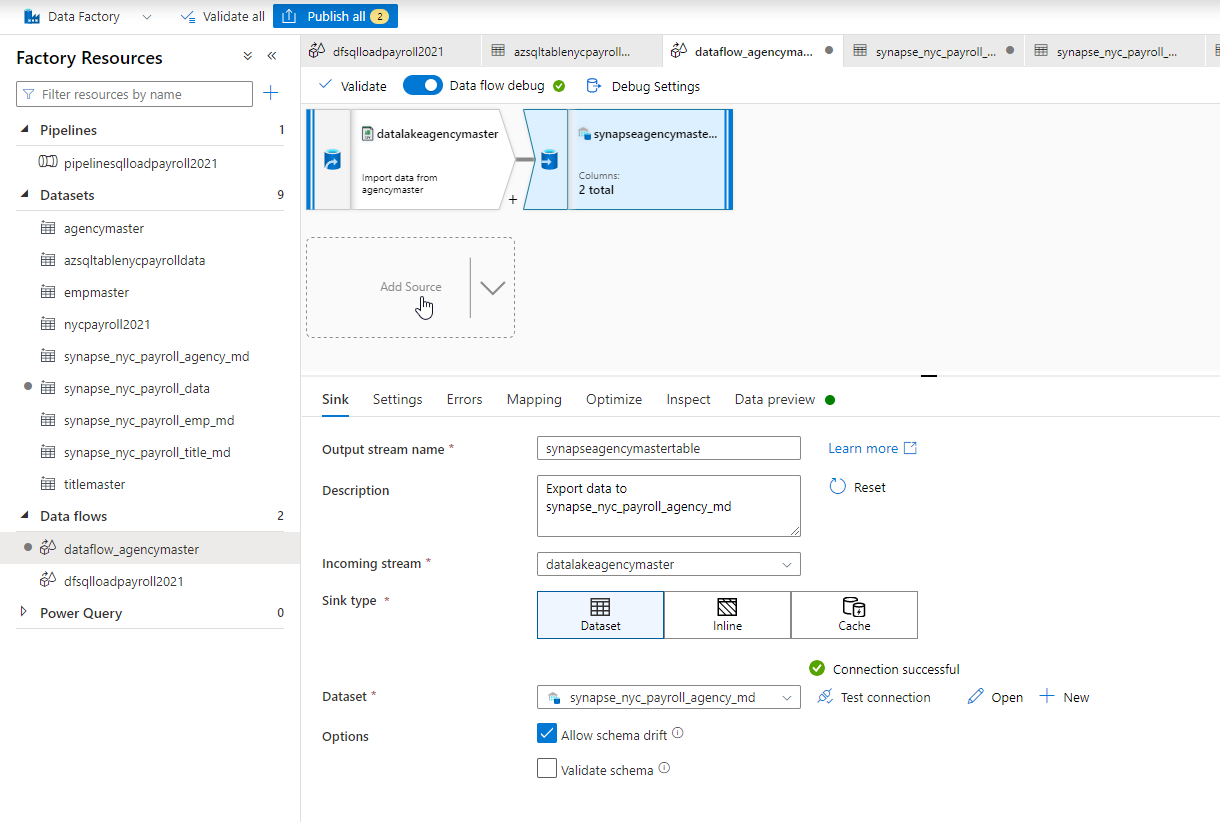 Data Factory
Validate all
Publish all 2
Factory Resources
Filter resources by name
Pipelines 1
pipelinesqlloadpayroll2021
Datasets 9
agencymaster
azsqltablenycpayrolldata
empmaster
nycpayroll2021
synapse_nyc_payroll_agency_md
synapse_nyc_payroll_data
synapse_nyc_payroll_emp_md
synapse_nyc_payroll_title_md
titlemaster
Data flows 2
dataflow_agencymaster
dfsqlloadpayroll2021
Power Query 0
dfsqlloadpayroll2021
azsqltablenycpayroll...
dataflow_agencyma...
synapse_nyc_payroll_...
synapse_nyc_payroll_...
Validate
Data flow debug
Debug Settings
datalakeagencymaster
Import data from
agencymaster
+
synapseagencymaste...
Columns:
2 total
Add Source
Sink
Settings
Errors
Mapping
Optimize
Inspect
Data preview
Output stream name *
synapseagencymastertable
Learn more
Description
Export data to
synapse_nyc_payroll_agency_md
Reset
Incoming stream *
datalakeagencymaster
Sink type *
Dataset
Inline
Cache
Connection successful
Dataset *
synapse_nyc_payroll_agency_md
Test connection
Open
New
Options
Allow schema drift
Validate schema